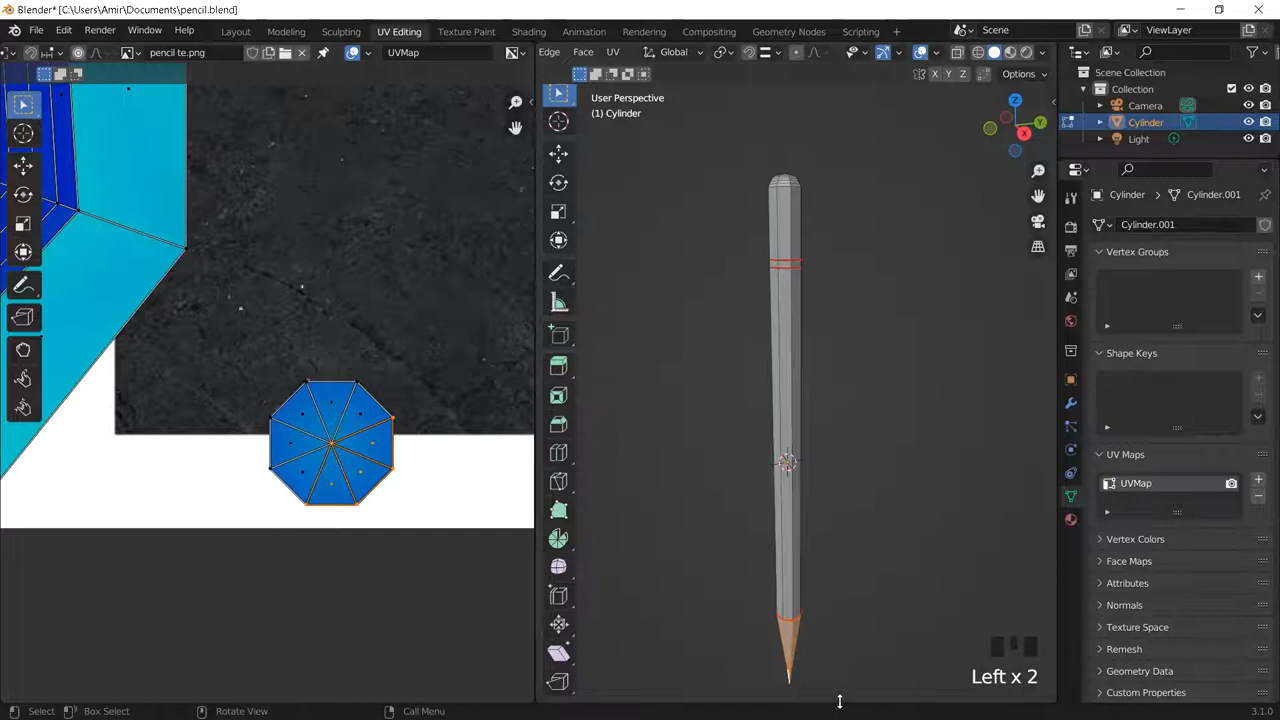 Blender* [C:\Users\Amir\Documents\pencil.blend]
File Edit Render Window Help Layout Modeling Sculpting UV Editing Texture Paint Shading Animation Rendering Compositing Geometry Nodes Scripting + Scene ViewLayer
pencil te.png UVMap Edge Face UV Global
X Y Z Options
User Perspective
(1) Cylinder
Z
Y
X
Scene Collection
Collection
Camera
Cylinder
Light
Cylinder Cylinder.001
Cylinder.001
Vertex Groups
Shape Keys
UV Maps
UVMap
Vertex Colors
Face Maps
Attributes
Normals
Texture Space
Remesh
Geometry Data
Custom Properties
Left x 2
Select Box Select Rotate View Call Menu 3.1.0